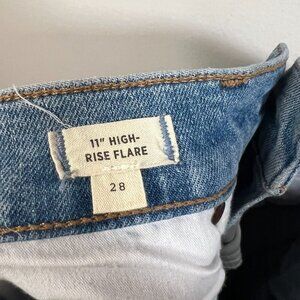 11" HIGH-
RISE FLARE
28